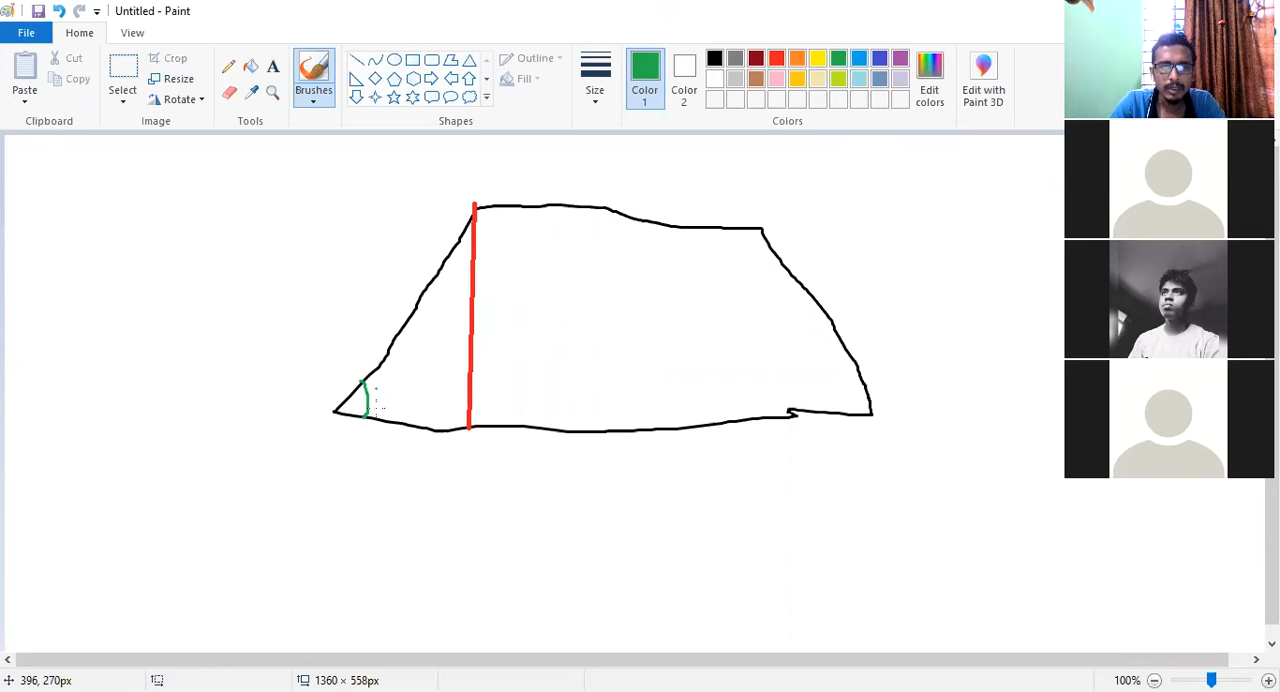 Untitled - Paint
File
Home
View
Paste
Cut
Copy
Clipboard
Select
Crop
Resize
Rotate
Image
A
Tools
Brushes
Outline
Fill
Shapes
Size
Color 1
Color 2
Edit colors
Edit with Paint 3D
Colors
396, 270px
1360 × 558px
100%